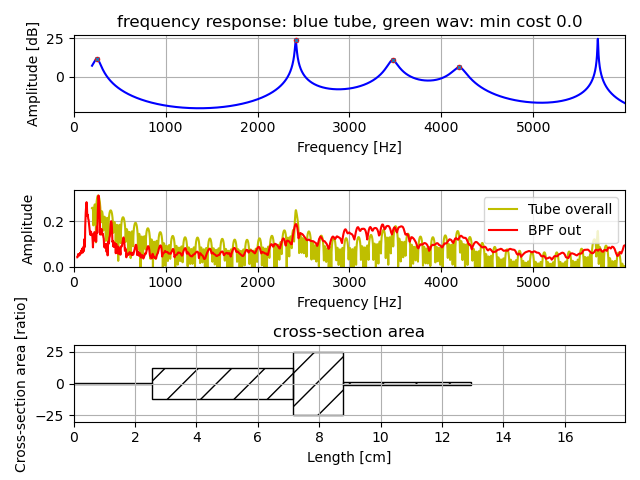 frequency response: blue tube, green wav: min cost 0.0
Amplitude [dB]
25
0
0
1000
2000
3000
4000
5000
Frequency [Hz]
Amplitude
0.2
0.0
Tube overall
BPF out
0
1000
2000
3000
4000
5000
Frequency [Hz]
cross-section area
Cross-section area [ratio]
25
0
−25
0
2
4
6
8
10
12
14
16
Length [cm]